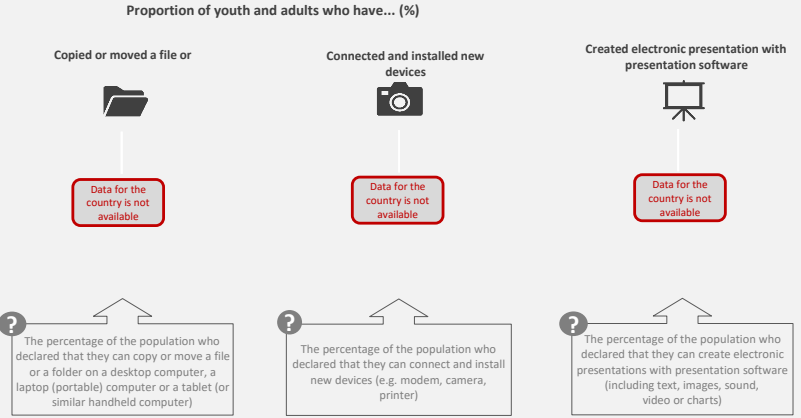 Proportion of youth and adults who have... (%)
Copied or moved a file or
Connected and installed new
devices
Created electronic presentation with
presentation software
Data for the
country is not
available
Data for the
country is not
available
Data for the
country is not
available
?
The percentage of the population who
declared that they can copy or move a file
or a folder on a desktop computer, a
laptop (portable) computer or a tablet (or
similar handheld computer)
?
The percentage of the population who
declared that they can connect and install
new devices (e.g. modem, camera,
printer)
?
The percentage of the population who
declared that they can create electronic
presentations with presentation software
(including text, images, sound,
video or charts)